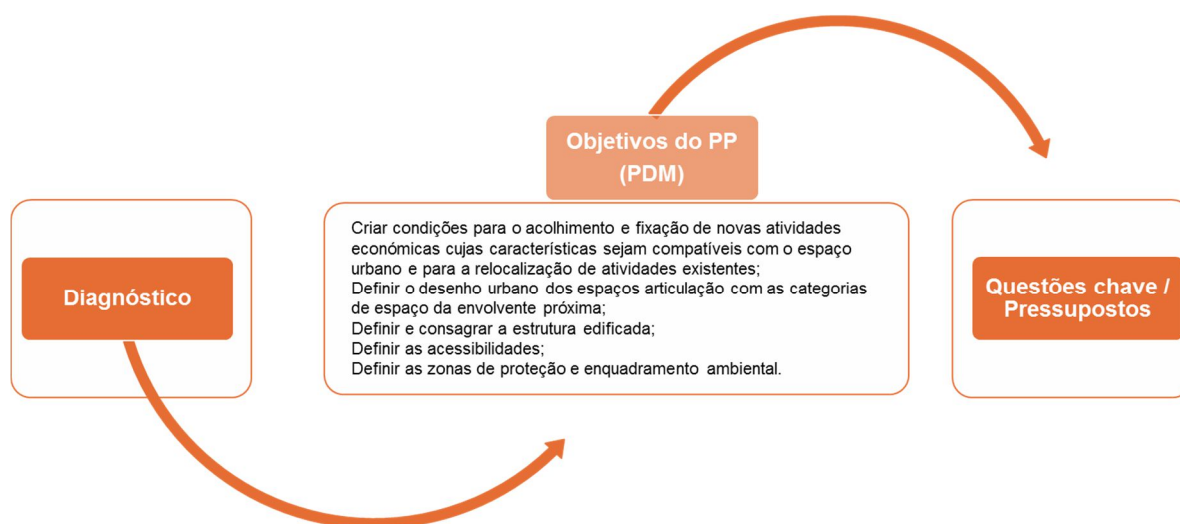 Objetivos do PP
(PDM)
Criar condições para o acolhimento e fixação de novas atividades
económicas cujas características sejam compatíveis com o espaço
urbano e para a relocalização de atividades existentes;
Definir o desenho urbano dos espaços articulação com as categorias
de espaço da envolvente próxima;
Definir e consagrar a estrutura edificada;
Definir as acessibilidades;
Definir as zonas de proteção e enquadramento ambiental.
Diagnóstico
Questões chave /
Pressupostos